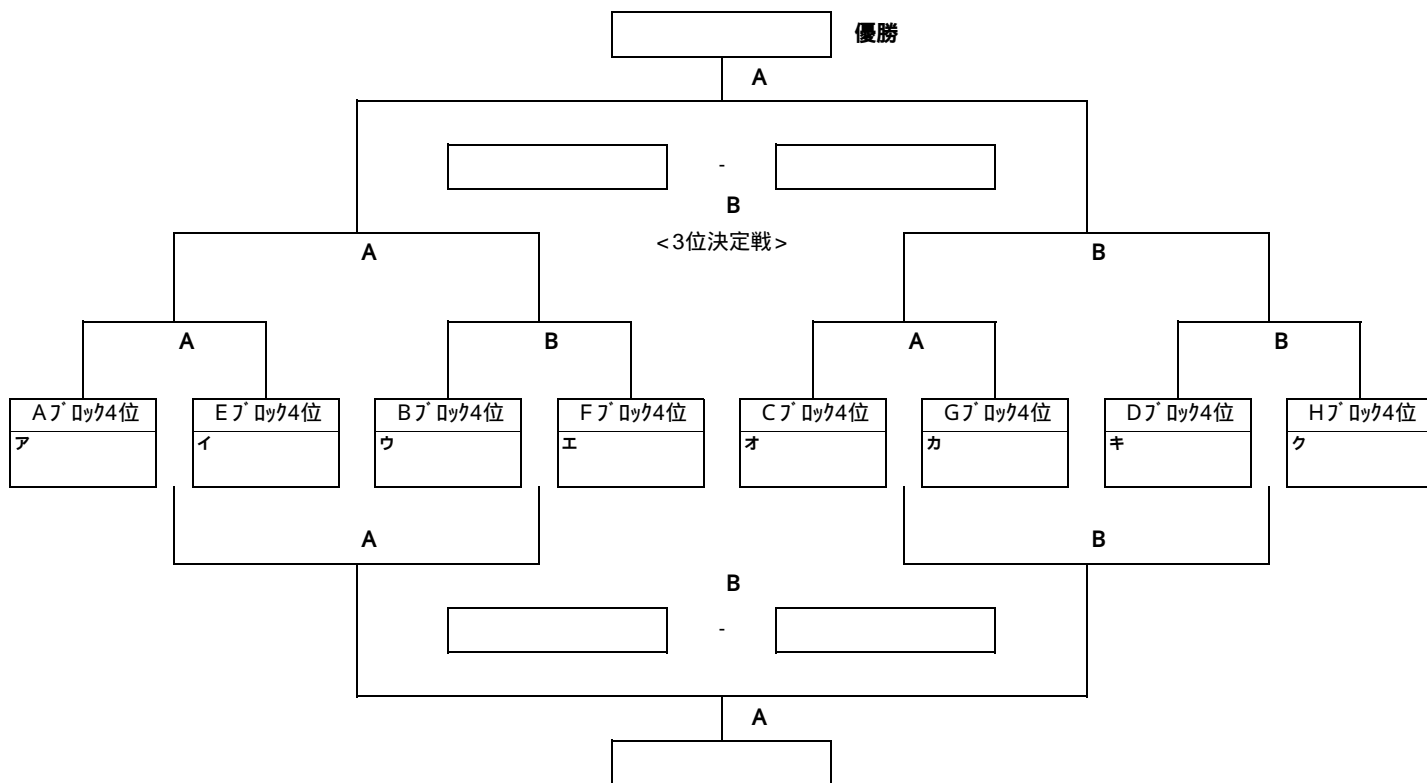 優勝
A
-
B
<3位決定戦>
A
B
A
B
A
B
Aﾌﾞﾛｯｸ4位
Eﾌﾞﾛｯｸ4位
Bﾌﾞﾛｯｸ4位
Fﾌﾞﾛｯｸ4位
Cﾌﾞﾛｯｸ4位
Gﾌﾞﾛｯｸ4位
Dﾌﾞﾛｯｸ4位
Hﾌﾞﾛｯｸ4位
ア
イ
ウ
エ
オ
カ
キ
ク
A
B
B
-
A